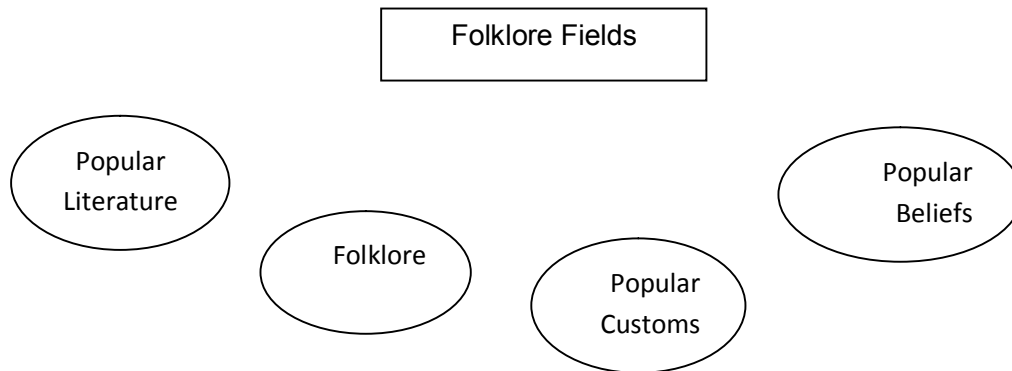 Folklore Fields
Popular
Literature
Folklore
Popular
Customs
Popular
Beliefs